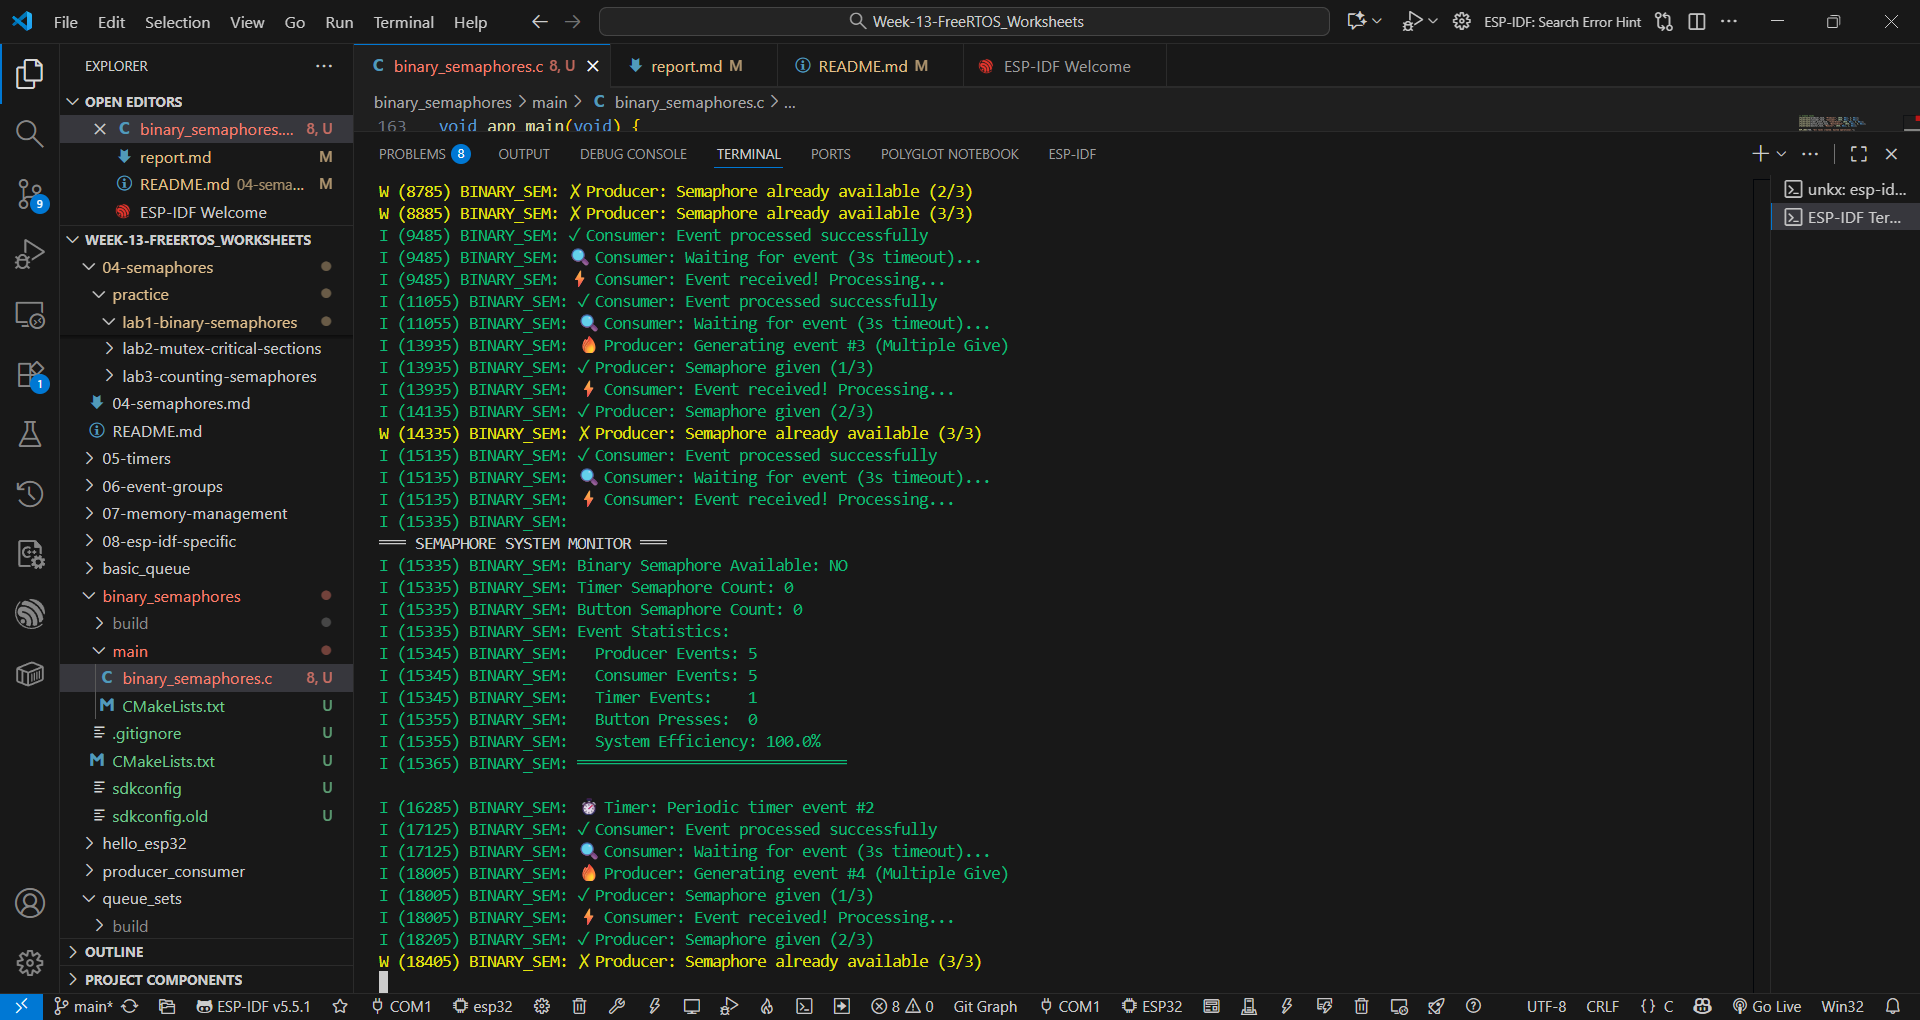 File Edit Selection View Go Run Terminal Help
Week-13-FreeRTOS_Worksheets
ESP-IDF: Search Error Hint
EXPLORER
OPEN EDITORS
binary_semaphores.... 8, U
report.md M
README.md 04-sema... M
ESP-IDF Welcome
WEEK-13-FREERTOS_WORKSHEETS
04-semaphores
practice
lab1-binary-semaphores
lab2-mutex-critical-sections
lab3-counting-semaphores
04-semaphores.md
README.md
05-timers
06-event-groups
07-memory-management
08-esp-idf-specific
basic_queue
binary_semaphores
build
main
binary_semaphores.c 8, U
CMakeLists.txt U
.gitignore U
CMakeLists.txt U
sdkconfig U
sdkconfig.old U
hello_esp32
producer_consumer
queue_sets
build
OUTLINE
PROJECT COMPONENTS
9
1
binary_semaphores.c 8, U
report.md M
README.md M
ESP-IDF Welcome
binary_semaphores > main > C binary_semaphores.c > ...
163 void app_main(void) {
PROBLEMS 8 OUTPUT DEBUG CONSOLE TERMINAL PORTS POLYGLOT NOTEBOOK ESP-IDF
W (8785) BINARY_SEM: ✗ Producer: Semaphore already available (2/3)
W (8885) BINARY_SEM: ✗ Producer: Semaphore already available (3/3)
I (9485) BINARY_SEM: ✓ Consumer: Event processed successfully
I (9485) BINARY_SEM: 🔍 Consumer: Waiting for event (3s timeout)...
I (9485) BINARY_SEM: ⚡ Consumer: Event received! Processing...
I (11055) BINARY_SEM: ✓ Consumer: Event processed successfully
I (11055) BINARY_SEM: 🔍 Consumer: Waiting for event (3s timeout)...
I (13935) BINARY_SEM: 🔥 Producer: Generating event #3 (Multiple Give)
I (13935) BINARY_SEM: ✓ Producer: Semaphore given (1/3)
I (13935) BINARY_SEM: ⚡ Consumer: Event received! Processing...
I (14135) BINARY_SEM: ✓ Producer: Semaphore given (2/3)
W (14335) BINARY_SEM: ✗ Producer: Semaphore already available (3/3)
I (15135) BINARY_SEM: ✓ Consumer: Event processed successfully
I (15135) BINARY_SEM: 🔍 Consumer: Waiting for event (3s timeout)...
I (15135) BINARY_SEM: ⚡ Consumer: Event received! Processing...
I (15335) BINARY_SEM:
═══ SEMAPHORE SYSTEM MONITOR ═══
I (15335) BINARY_SEM: Binary Semaphore Available: NO
I (15335) BINARY_SEM: Timer Semaphore Count: 0
I (15335) BINARY_SEM: Button Semaphore Count: 0
I (15335) BINARY_SEM: Event Statistics:
I (15345) BINARY_SEM: Producer Events: 5
I (15345) BINARY_SEM: Consumer Events: 5
I (15345) BINARY_SEM: Timer Events: 1
I (15355) BINARY_SEM: Button Presses: 0
I (15355) BINARY_SEM: System Efficiency: 100.0%
I (15365) BINARY_SEM: ══════════════════════════════
I (16285) BINARY_SEM: ⏰ Timer: Periodic timer event #2
I (17125) BINARY_SEM: ✓ Consumer: Event processed successfully
I (17125) BINARY_SEM: 🔍 Consumer: Waiting for event (3s timeout)...
I (18005) BINARY_SEM: 🔥 Producer: Generating event #4 (Multiple Give)
I (18005) BINARY_SEM: ✓ Producer: Semaphore given (1/3)
I (18005) BINARY_SEM: ⚡ Consumer: Event received! Processing...
I (18205) BINARY_SEM: ✓ Producer: Semaphore given (2/3)
W (18405) BINARY_SEM: ✗ Producer: Semaphore already available (3/3)
unkx: esp-id...
ESP-IDF Ter...
main* ESP-IDF v5.5.1 COM1 esp32 8 0 Git Graph COM1 ESP32 UTF-8 CRLF {} C Go Live Win32